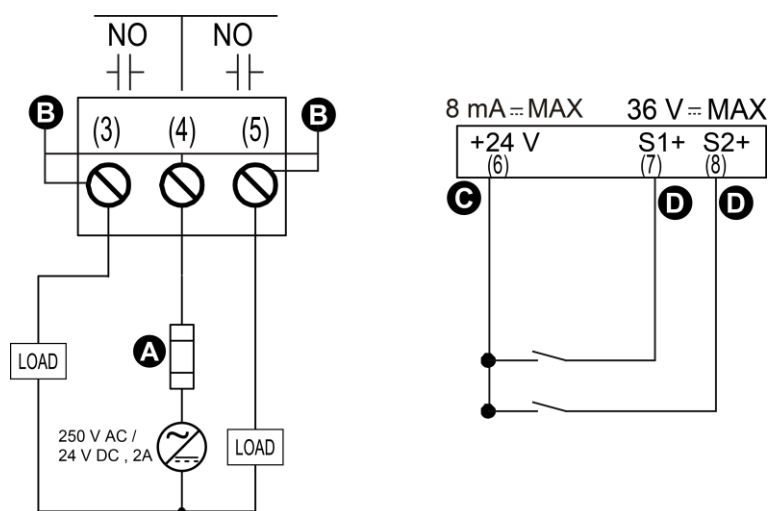 NO NO
B B
(3) (4) (5)
LOAD
A
250 V AC /
24 V DC , 2A
LOAD
8 mA ⎓ MAX 36 V ⎓ MAX
+24 V S1+ S2+
(6) (7) (8)
C D D